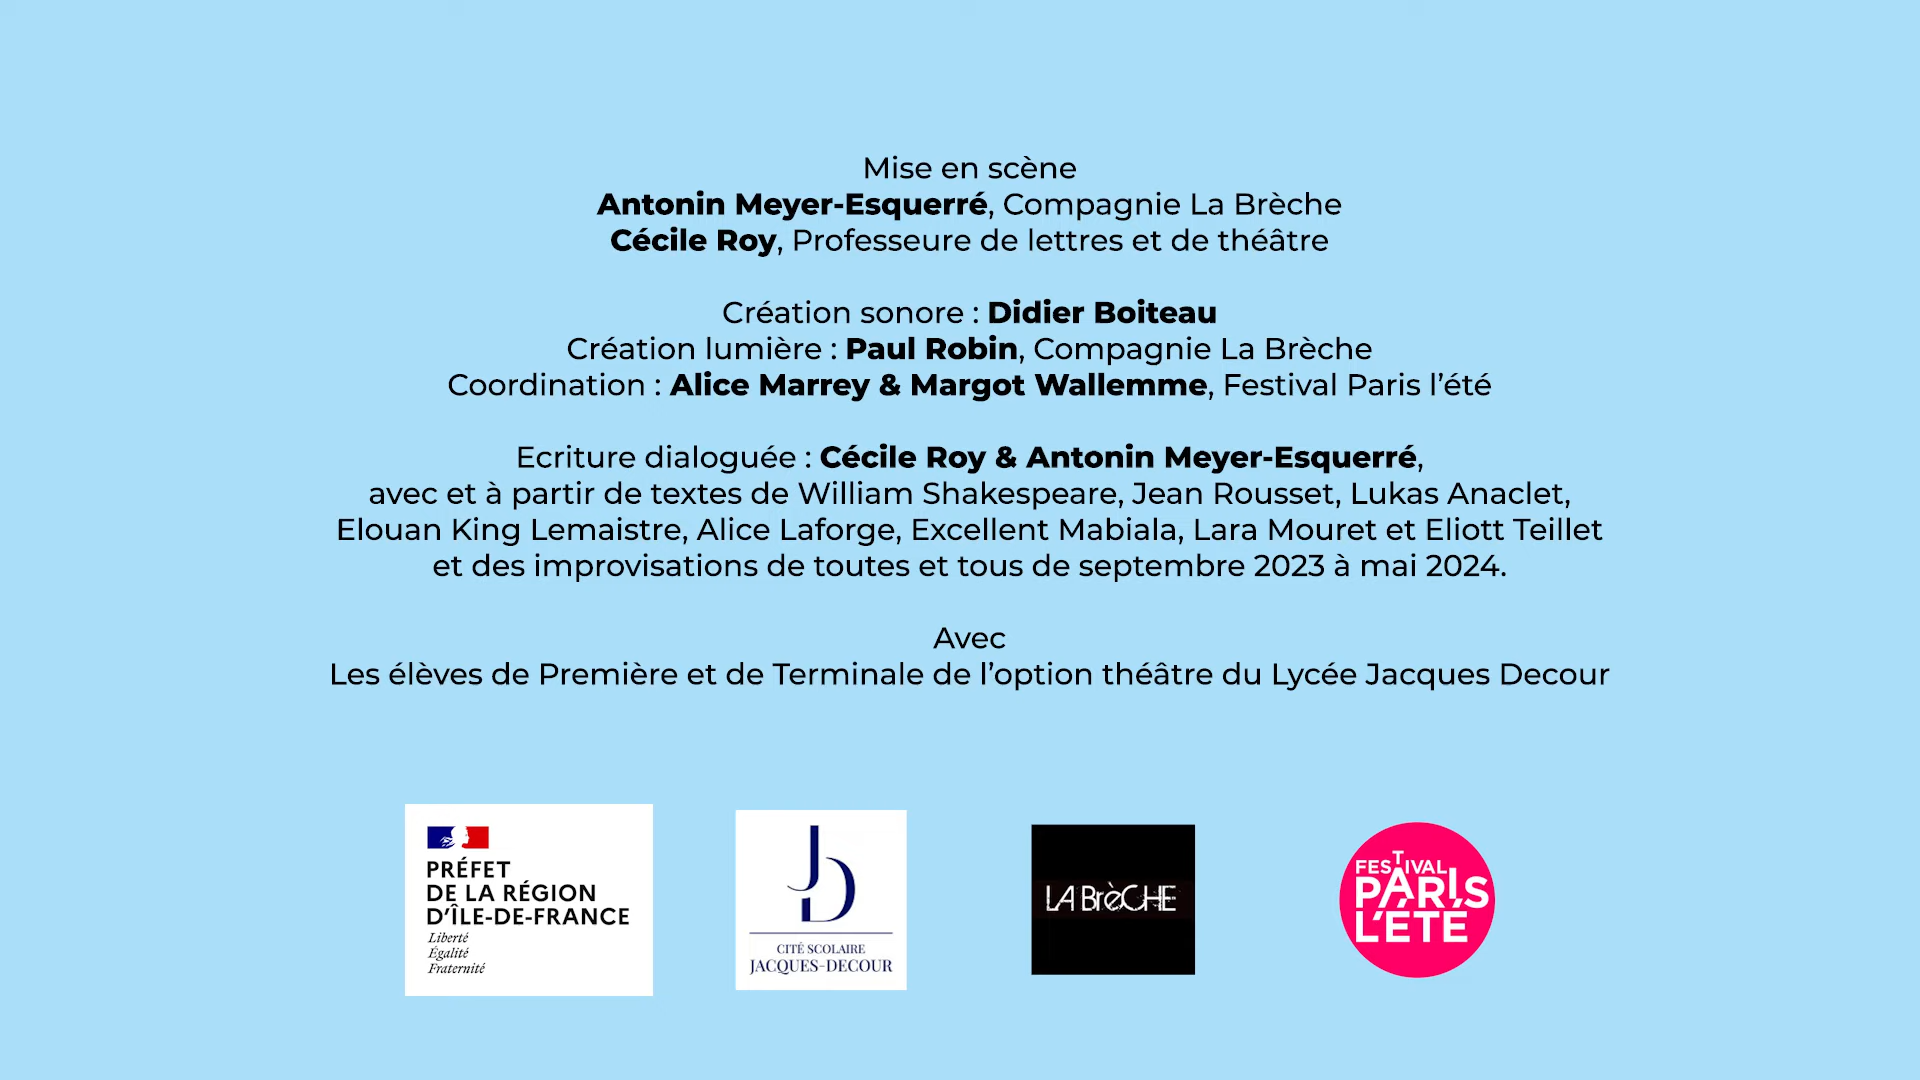 Mise en scène
Antonin Meyer-Esquerré, Compagnie La Brèche
Cécile Roy, Professeure de lettres et de théâtre
Création sonore : Didier Boiteau
Création lumière : Paul Robin, Compagnie La Brèche
Coordination : Alice Marrey & Margot Wallemme, Festival Paris l’été
Ecriture dialoguée : Cécile Roy & Antonin Meyer-Esquerré,
avec et à partir de textes de William Shakespeare, Jean Rousset, Lukas Anaclet,
Elouan King Lemaistre, Alice Laforge, Excellent Mabiala, Lara Mouret et Eliott Teillet
et des improvisations de toutes et tous de septembre 2023 à mai 2024.
Avec
Les élèves de Première et de Terminale de l’option théâtre du Lycée Jacques Decour
PRÉFET
DE LA RÉGION
D’ÎLE-DE-FRANCE
Liberté
Égalité
Fraternité
JD
CITÉ SCOLAIRE
JACQUES-DECOUR
LA BrèCHE
FESTIVAL
PARIS
L’ÉTÉ